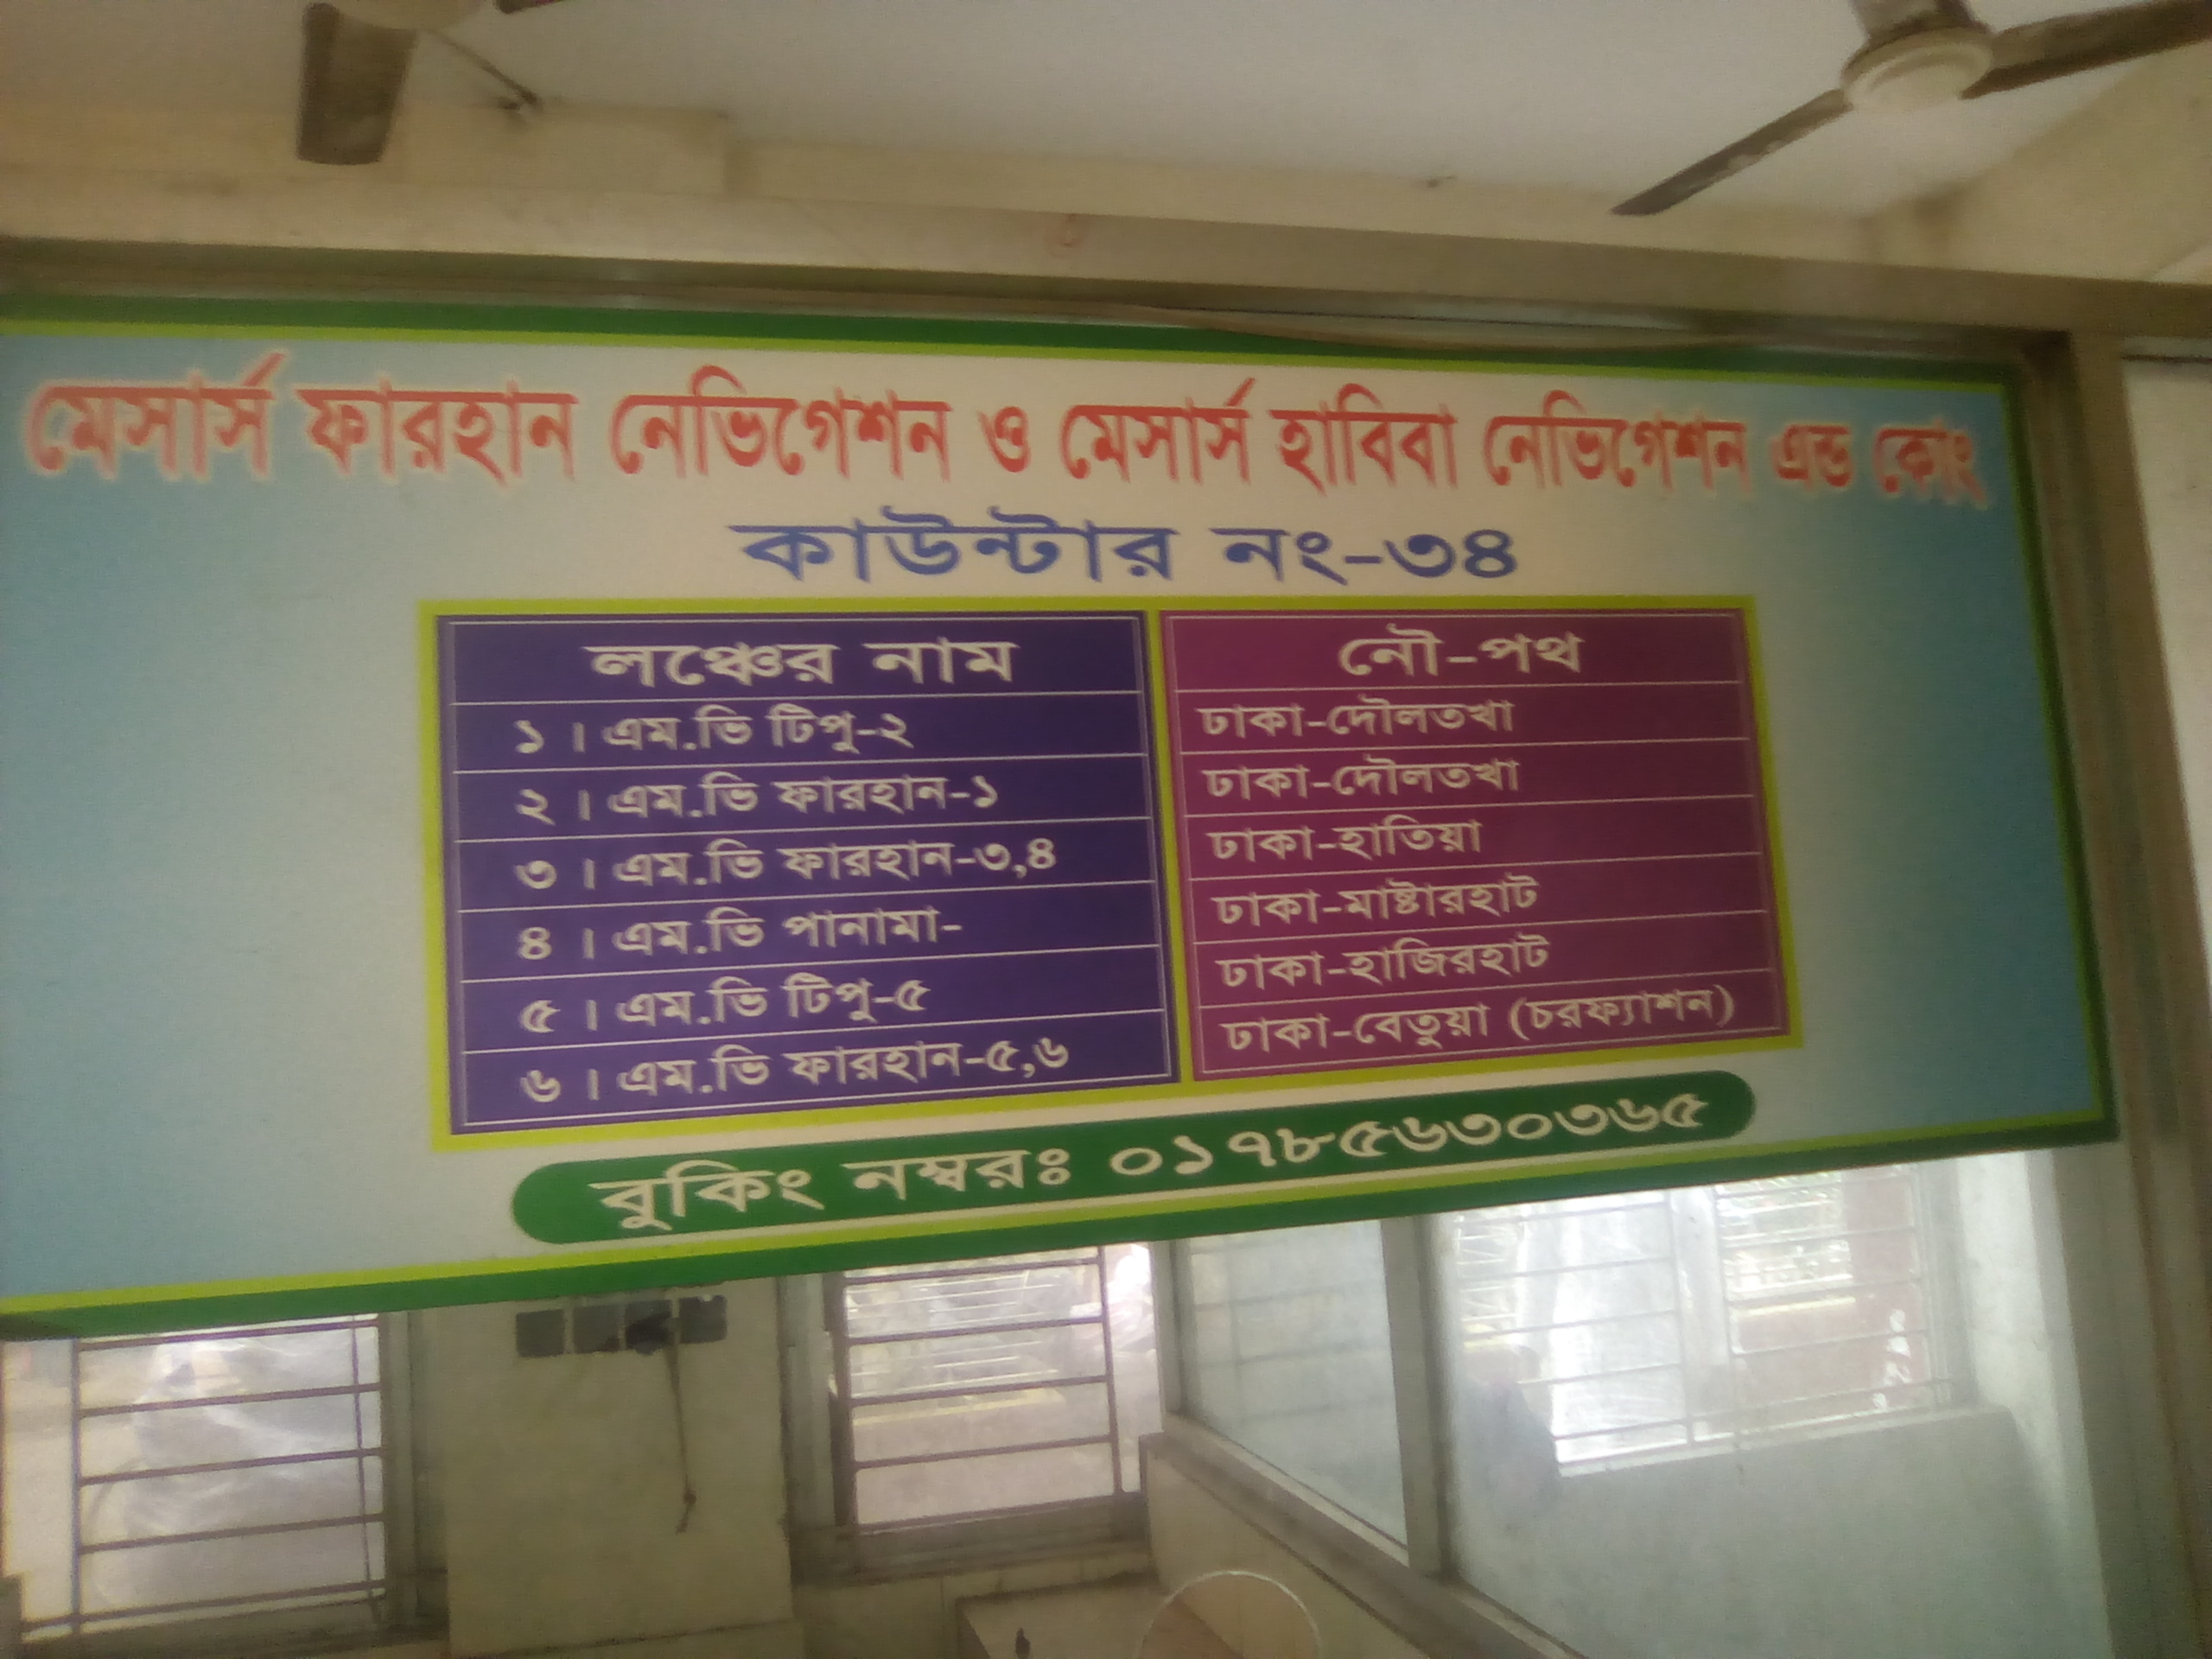 মেসার্স ফারহান নেভিগেশন ও মেসার্স হাবিবা নেভিগেশন এন্ড কোং
কাউন্টার নং-৩৪
লঞ্চের নাম নৌ-পথ
১ । এম.ভি টিপু-২ ঢাকা-দৌলতখা
২ । এম.ভি ফারহান-১ ঢাকা-দৌলতখা
৩ । এম.ভি ফারহান-৩,৪ ঢাকা-হাতিয়া
৪ । এম.ভি পানামা- ঢাকা-মাষ্টারহাট
৫ । এম.ভি টিপু-৫ ঢাকা-হাজিরহাট
৬ । এম.ভি ফারহান-৫,৬ ঢাকা-বেতুয়া (চরফ্যাশন)
বুকিং নম্বরঃ ০১৭৮৫৬৩০৩৬৫